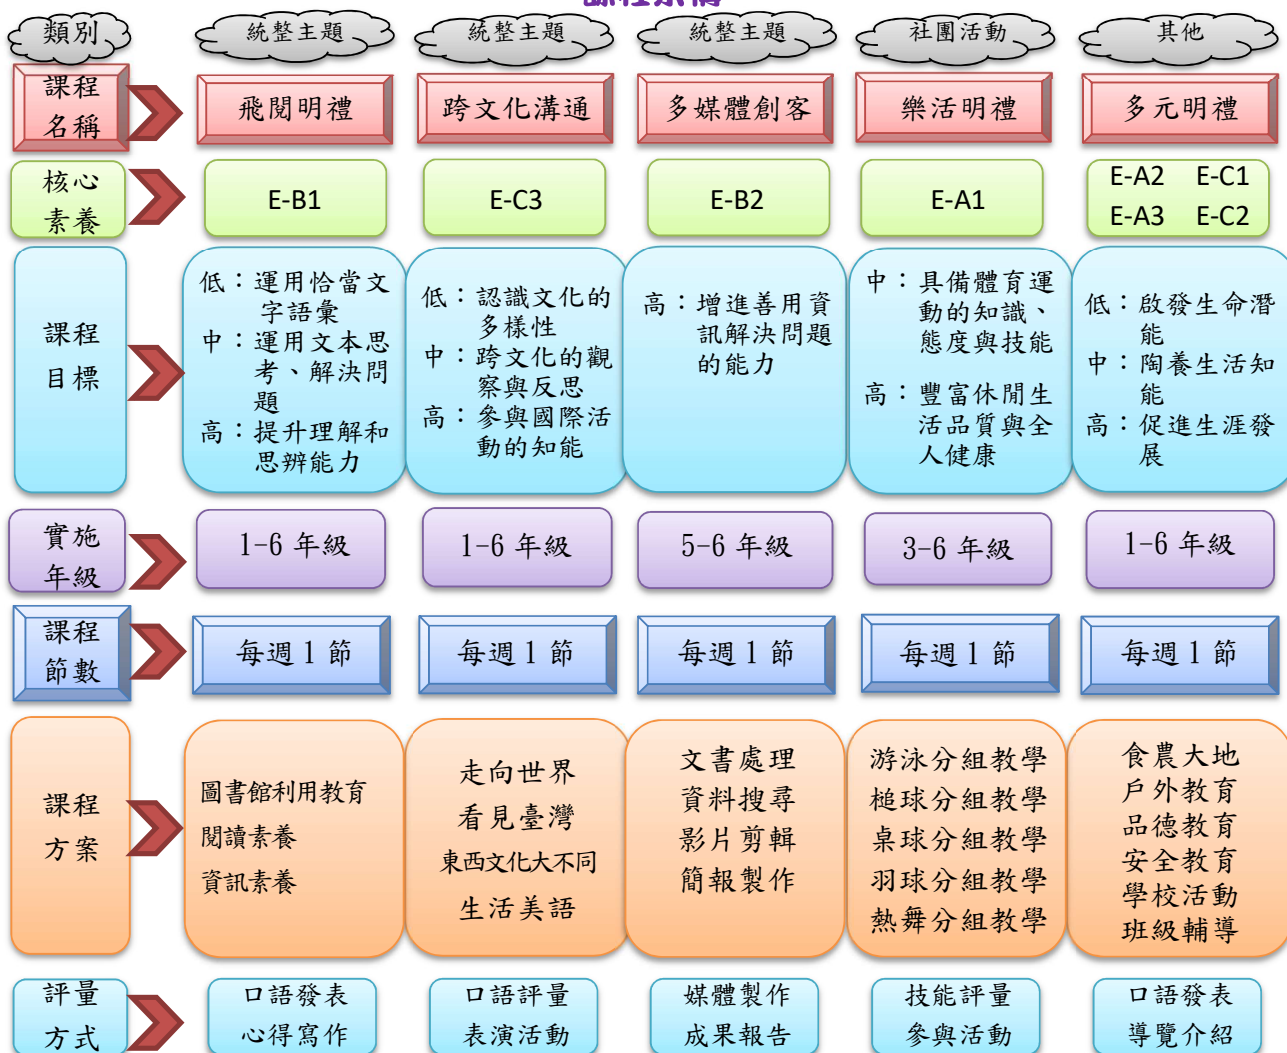 課程架構
類別
統整主題
統整主題
統整主題
社團活動
其他
課程
名稱
飛閱明禮
跨文化溝通
多媒體創客
樂活明禮
多元明禮
核心
素養
E-B1
E-C3
E-B2
E-A1
E-A2 E-C1
E-A3 E-C2
課程
目標
低：運用恰當文
字語彙
中：運用文本思
考、解決問
題
高：提升理解和
思辨能力
低：認識文化的
多樣性
中：跨文化的觀
察與反思
高：參與國際活
動的知能
高：增進善用資
訊解決問題
的能力
中：具備體育運
動的知識、
態度與技能
高：豐富休閒生
活品質與全
人健康
低：啟發生命潛
能
中：陶養生活知
能
高：促進生涯發
展
實施
年級
1-6 年級
1-6 年級
5-6 年級
3-6 年級
1-6 年級
課程
節數
每週 1 節
每週 1 節
每週 1 節
每週 1 節
每週 1 節
課程
方案
圖書館利用教育
閱讀素養
資訊素養
走向世界
看見臺灣
東西文化大不同
生活美語
文書處理
資料搜尋
影片剪輯
簡報製作
游泳分組教學
槌球分組教學
桌球分組教學
羽球分組教學
熱舞分組教學
食農大地
戶外教育
品德教育
安全教育
學校活動
班級輔導
評量
方式
口語發表
心得寫作
口語評量
表演活動
媒體製作
成果報告
技能評量
參與活動
口語發表
導覽介紹